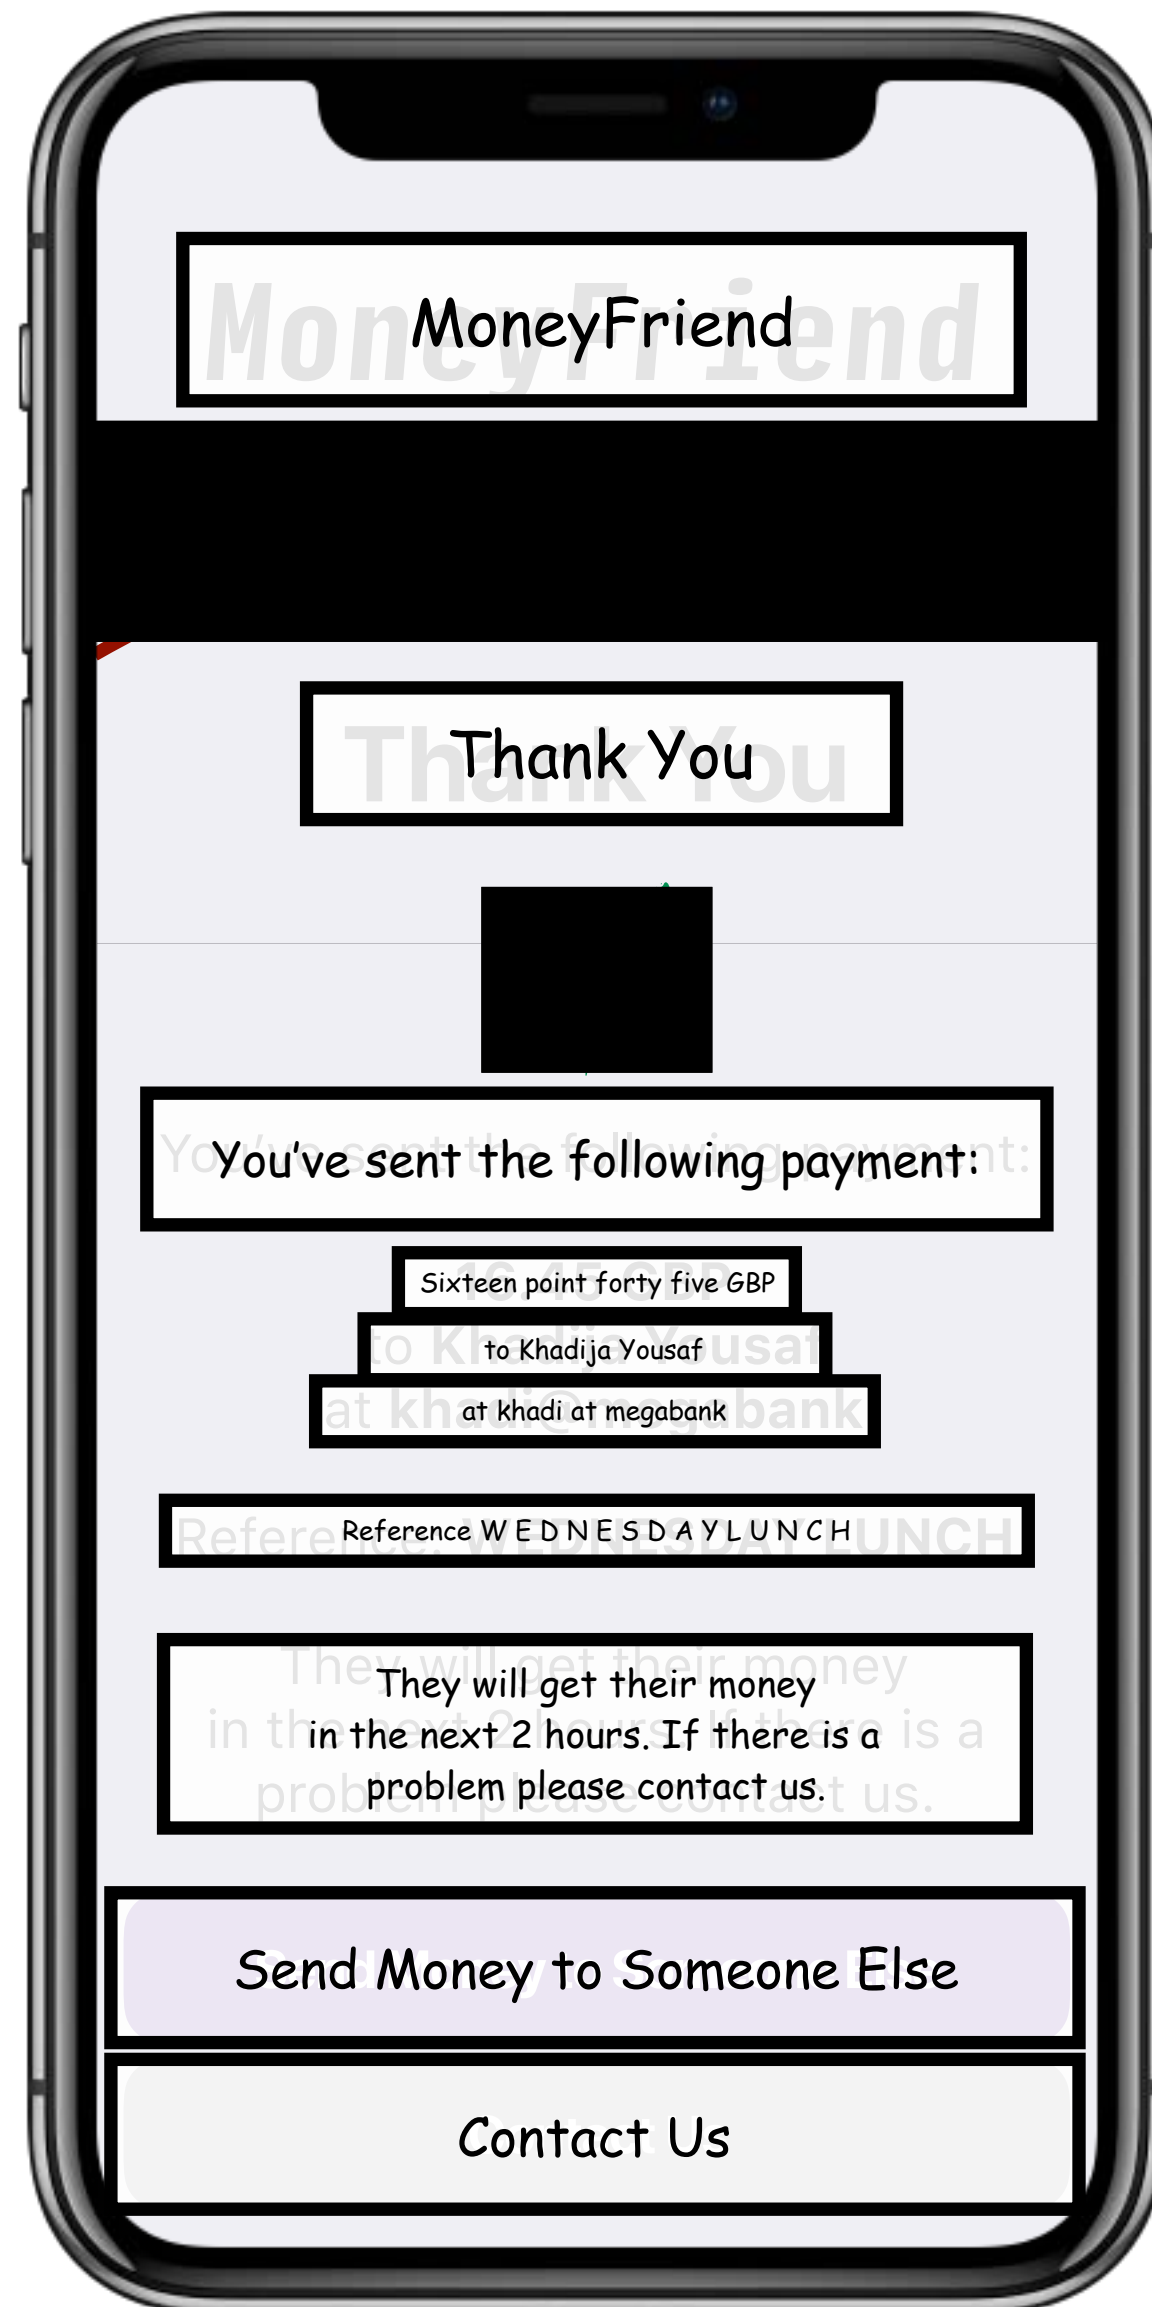 MoneyFriend
Thank You
You've sent the following payment:
Sixteen point forty five GBP
to Khadija Yousaf
at khadi at megabank
Reference W E D N E S D A Y L U N C H
They will get their money
in the next 2 hours. If there is a
problem please contact us.
Send Money to Someone Else
Contact Us